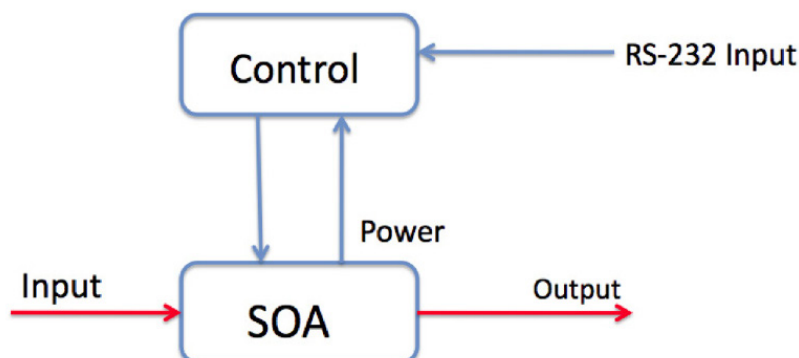 Control
RS-232 Input
Power
Input
Output
SOA